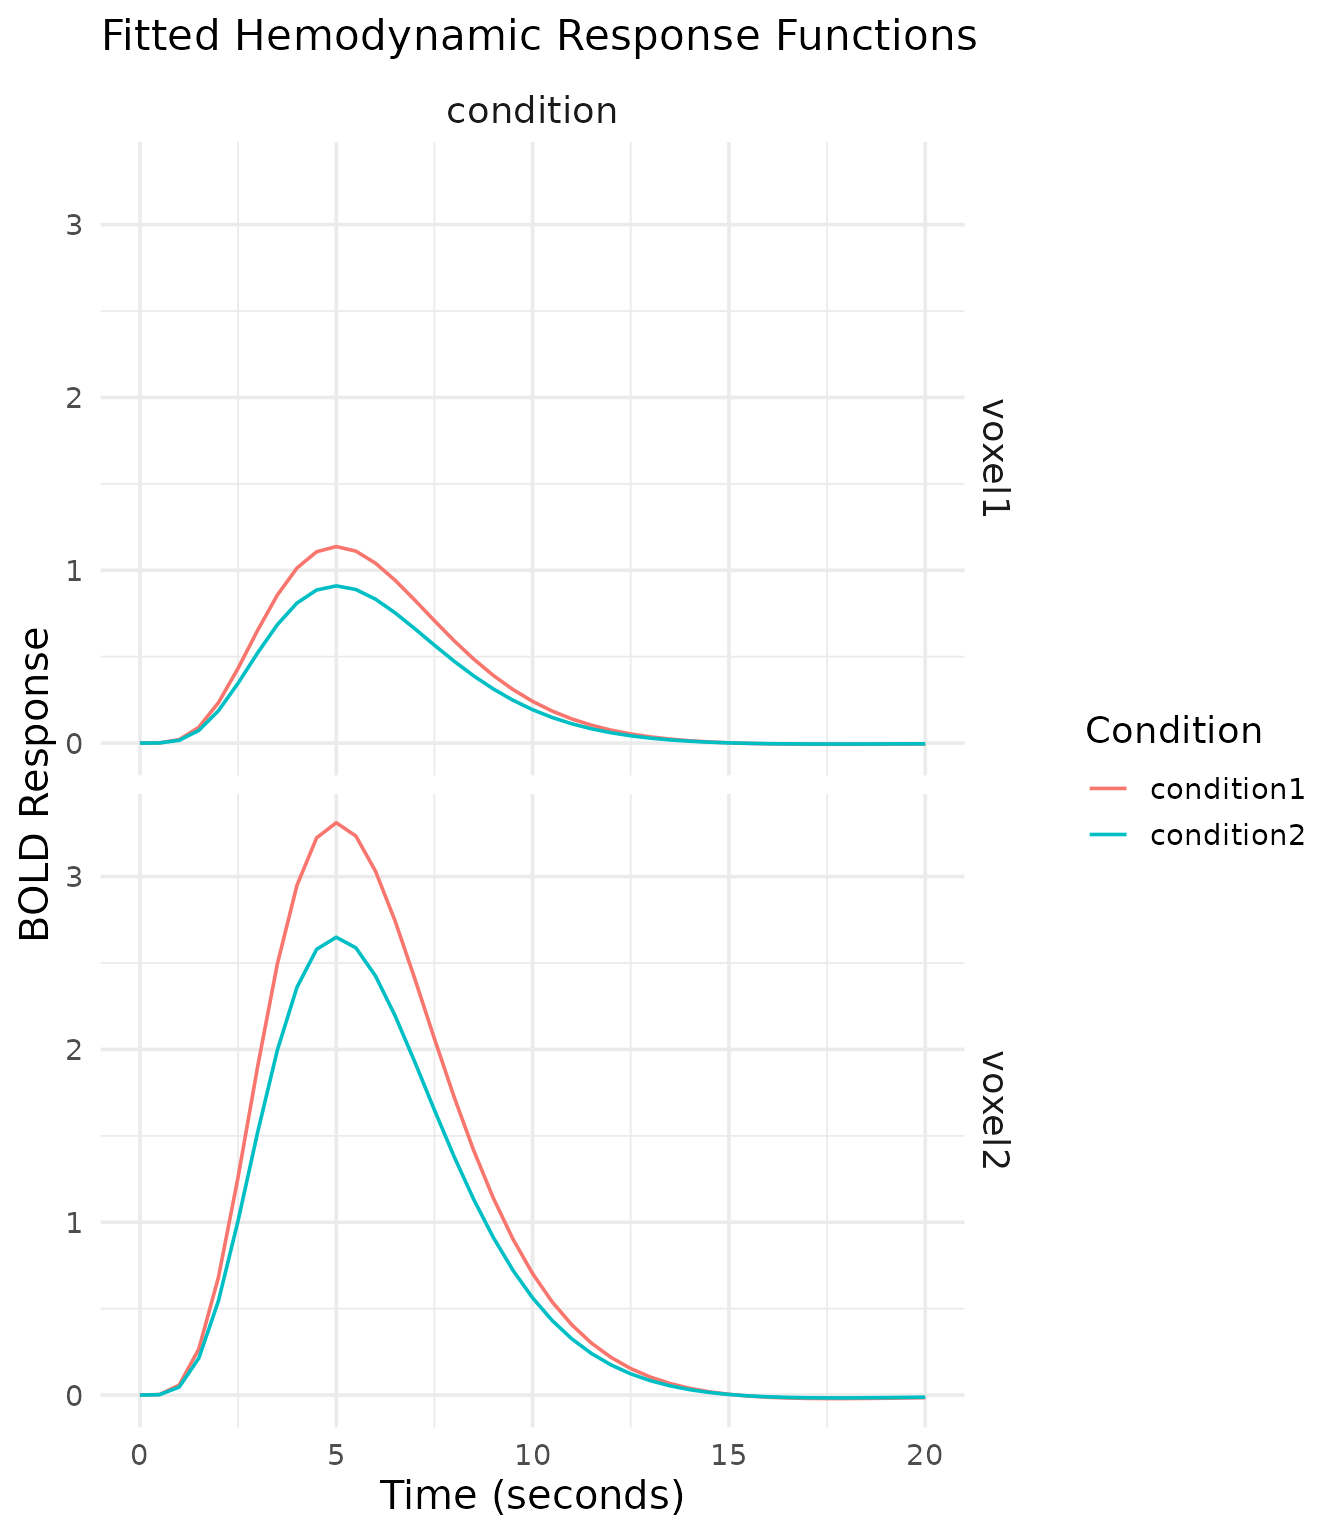 Fitted Hemodynamic Response Functions
condition
3
2
1
0
voxel1
3
2
1
0
voxel2
0 5 10 15 20
Time (seconds)
BOLD Response
Condition
condition1
condition2